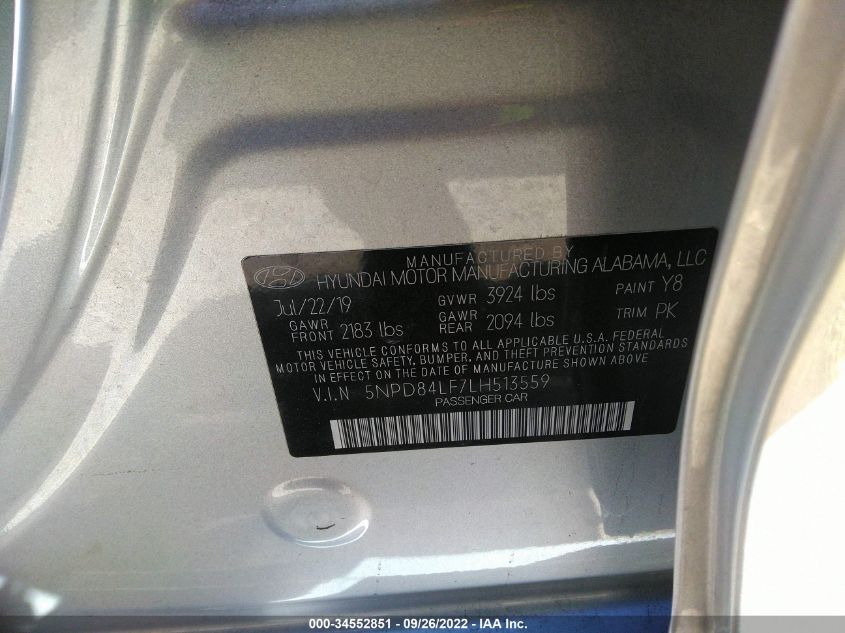 MANUFACTURED BY
HYUNDAI MOTOR MANUFACTURING ALABAMA, LLC
Jul/22/19 GVWR 3924 lbs PAINT Y8
GAWR FRONT 2183 lbs GAWR REAR 2094 lbs TRIM PK
THIS VEHICLE CONFORMS TO ALL APPLICABLE U.S.A. FEDERAL
MOTOR VEHICLE SAFETY, BUMPER, AND THEFT PREVENTION STANDARDS
IN EFFECT ON THE DATE OF MANUFACTURE SHOWN ABOVE.
V.I.N 5NPD84LF7LH513559
PASSENGER CAR
000-34552851 - 09/26/2022 - IAA Inc.